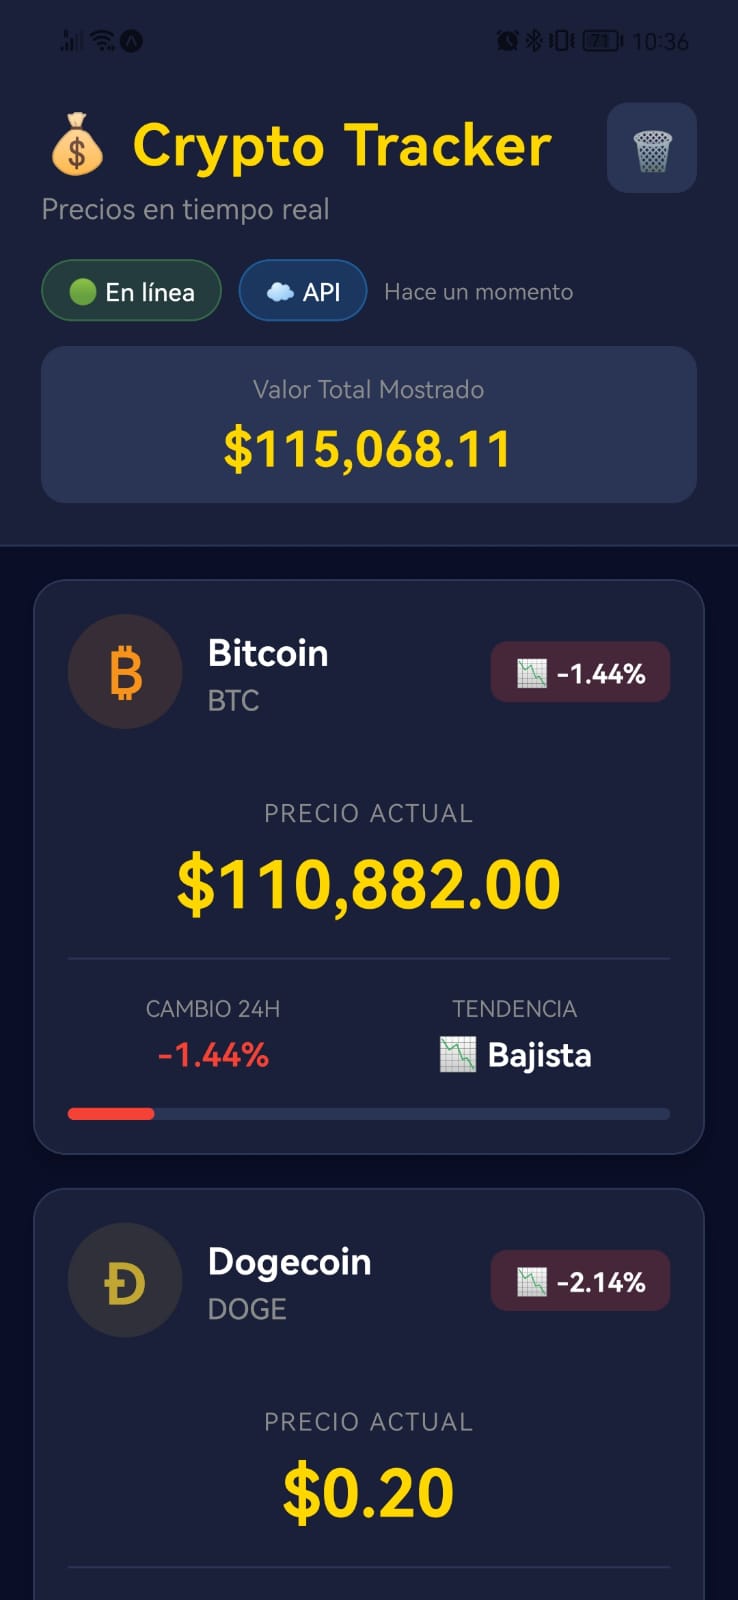 71 10:36
Crypto Tracker
Precios en tiempo real
En línea API Hace un momento
Valor Total Mostrado
$115,068.11
Bitcoin
BTC
-1.44%
PRECIO ACTUAL
$110,882.00
CAMBIO 24H TENDENCIA
-1.44% Bajista
Dogecoin
DOGE
-2.14%
PRECIO ACTUAL
$0.20